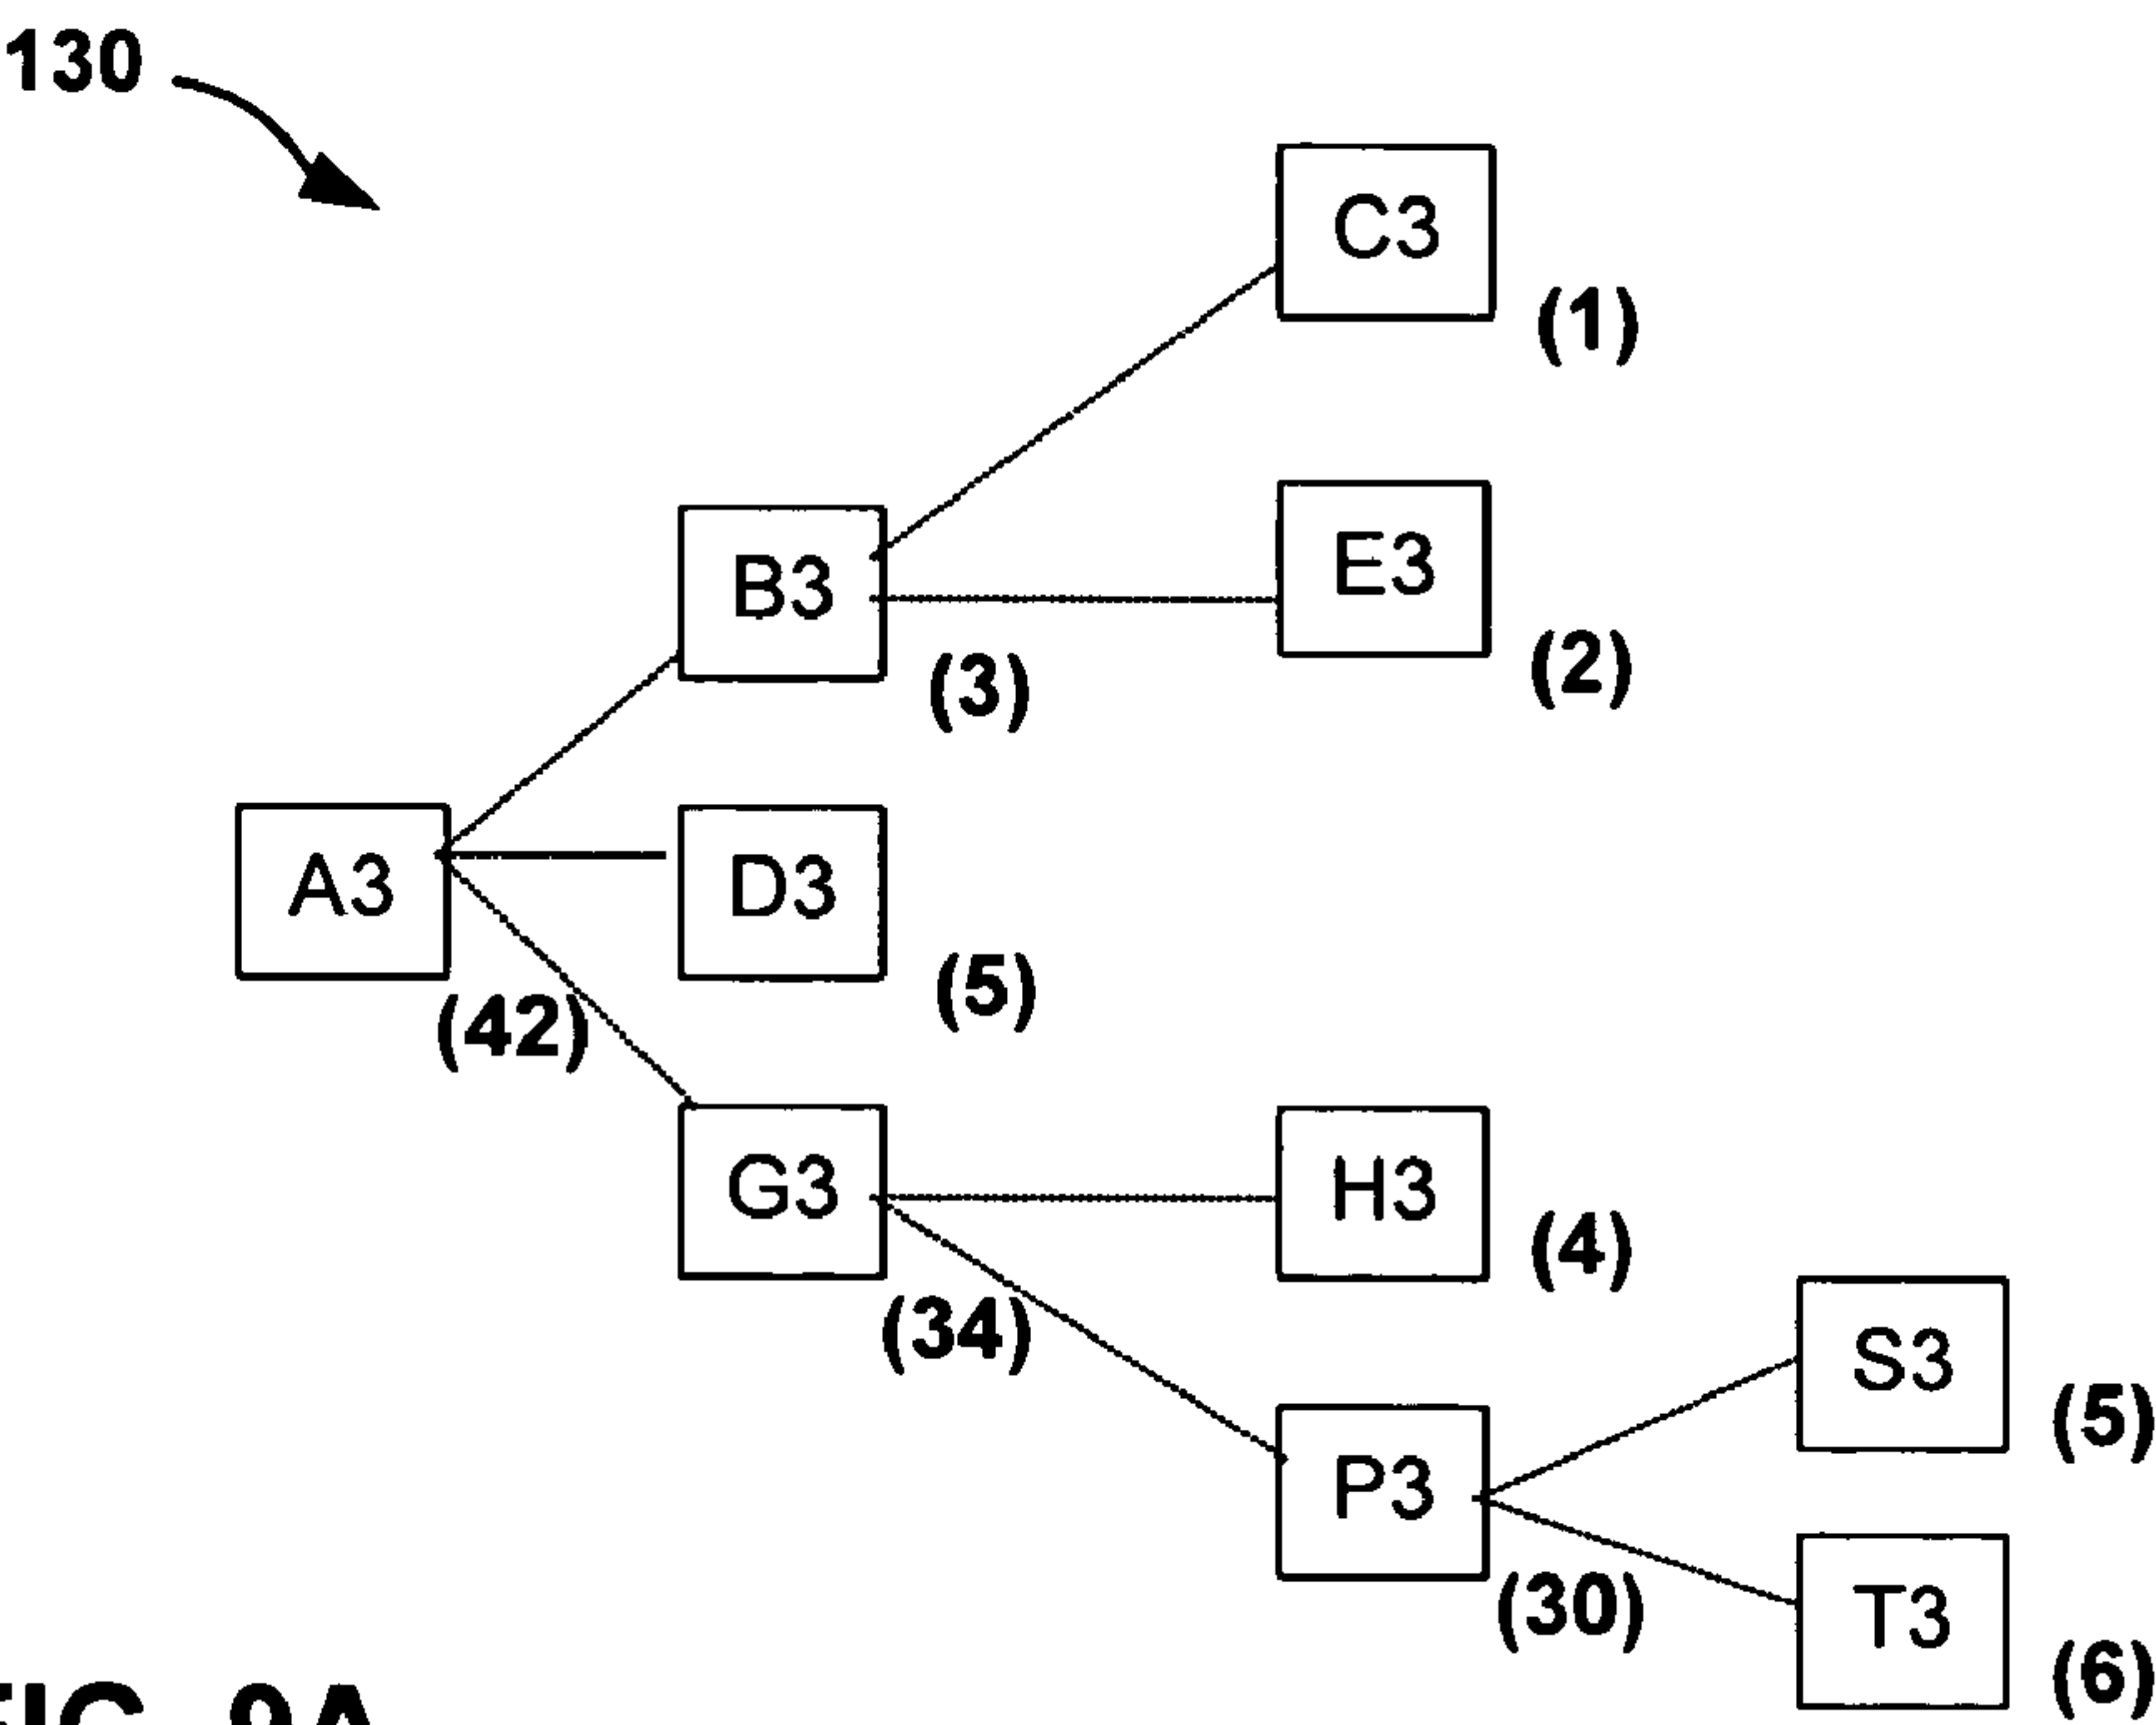 130
C3
(1)
B3
E3
(3)
(2)
A3
D3
(42)
(5)
G3
H3
(34)
(4)
P3
S3
(30)
(5)
T3
(6)